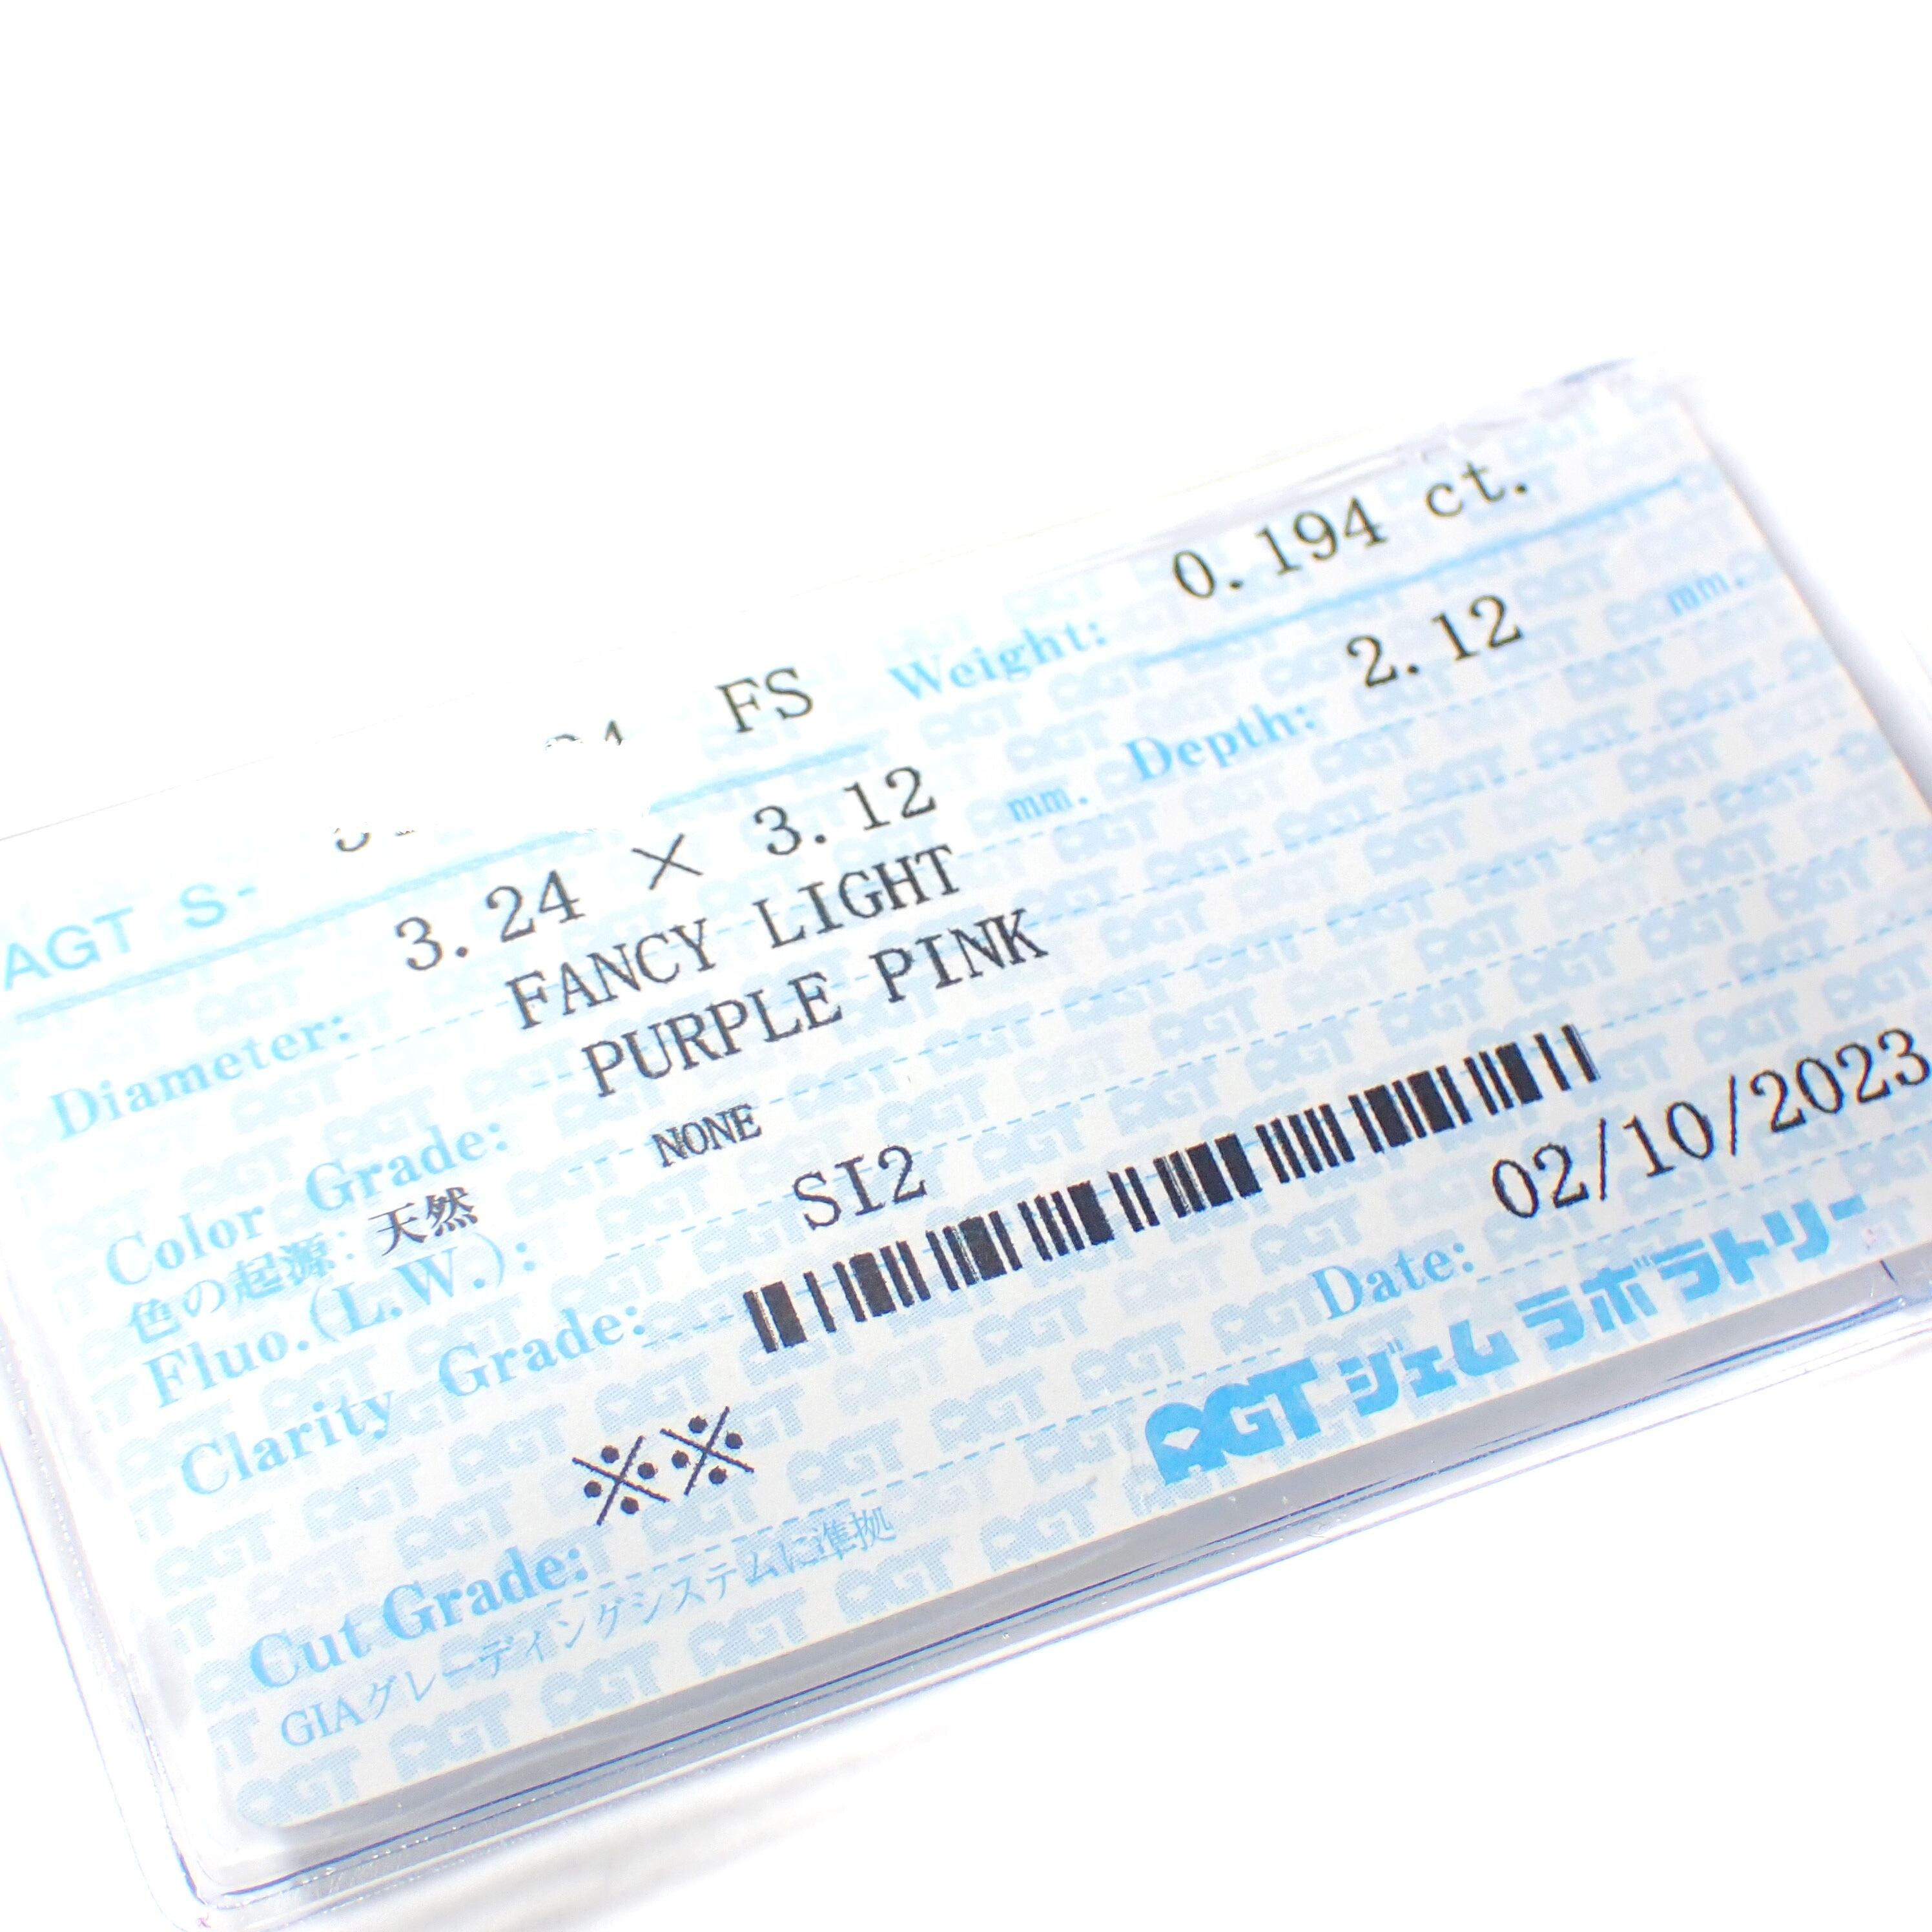 AGT S- FS Weight: 0.194 ct.
Diameter: 3.24 × 3.12 mm. Depth: 2.12 mm.
Color Grade: FANCY LIGHT
PURPLE PINK
色の起源: 天然
Fluo.(L.W.): NONE
Clarity Grade: SI2
Cut Grade: ※※ Date: 02/10/2023
GIAグレーディングシステムに準拠 AGT ジェム ラボラトリー